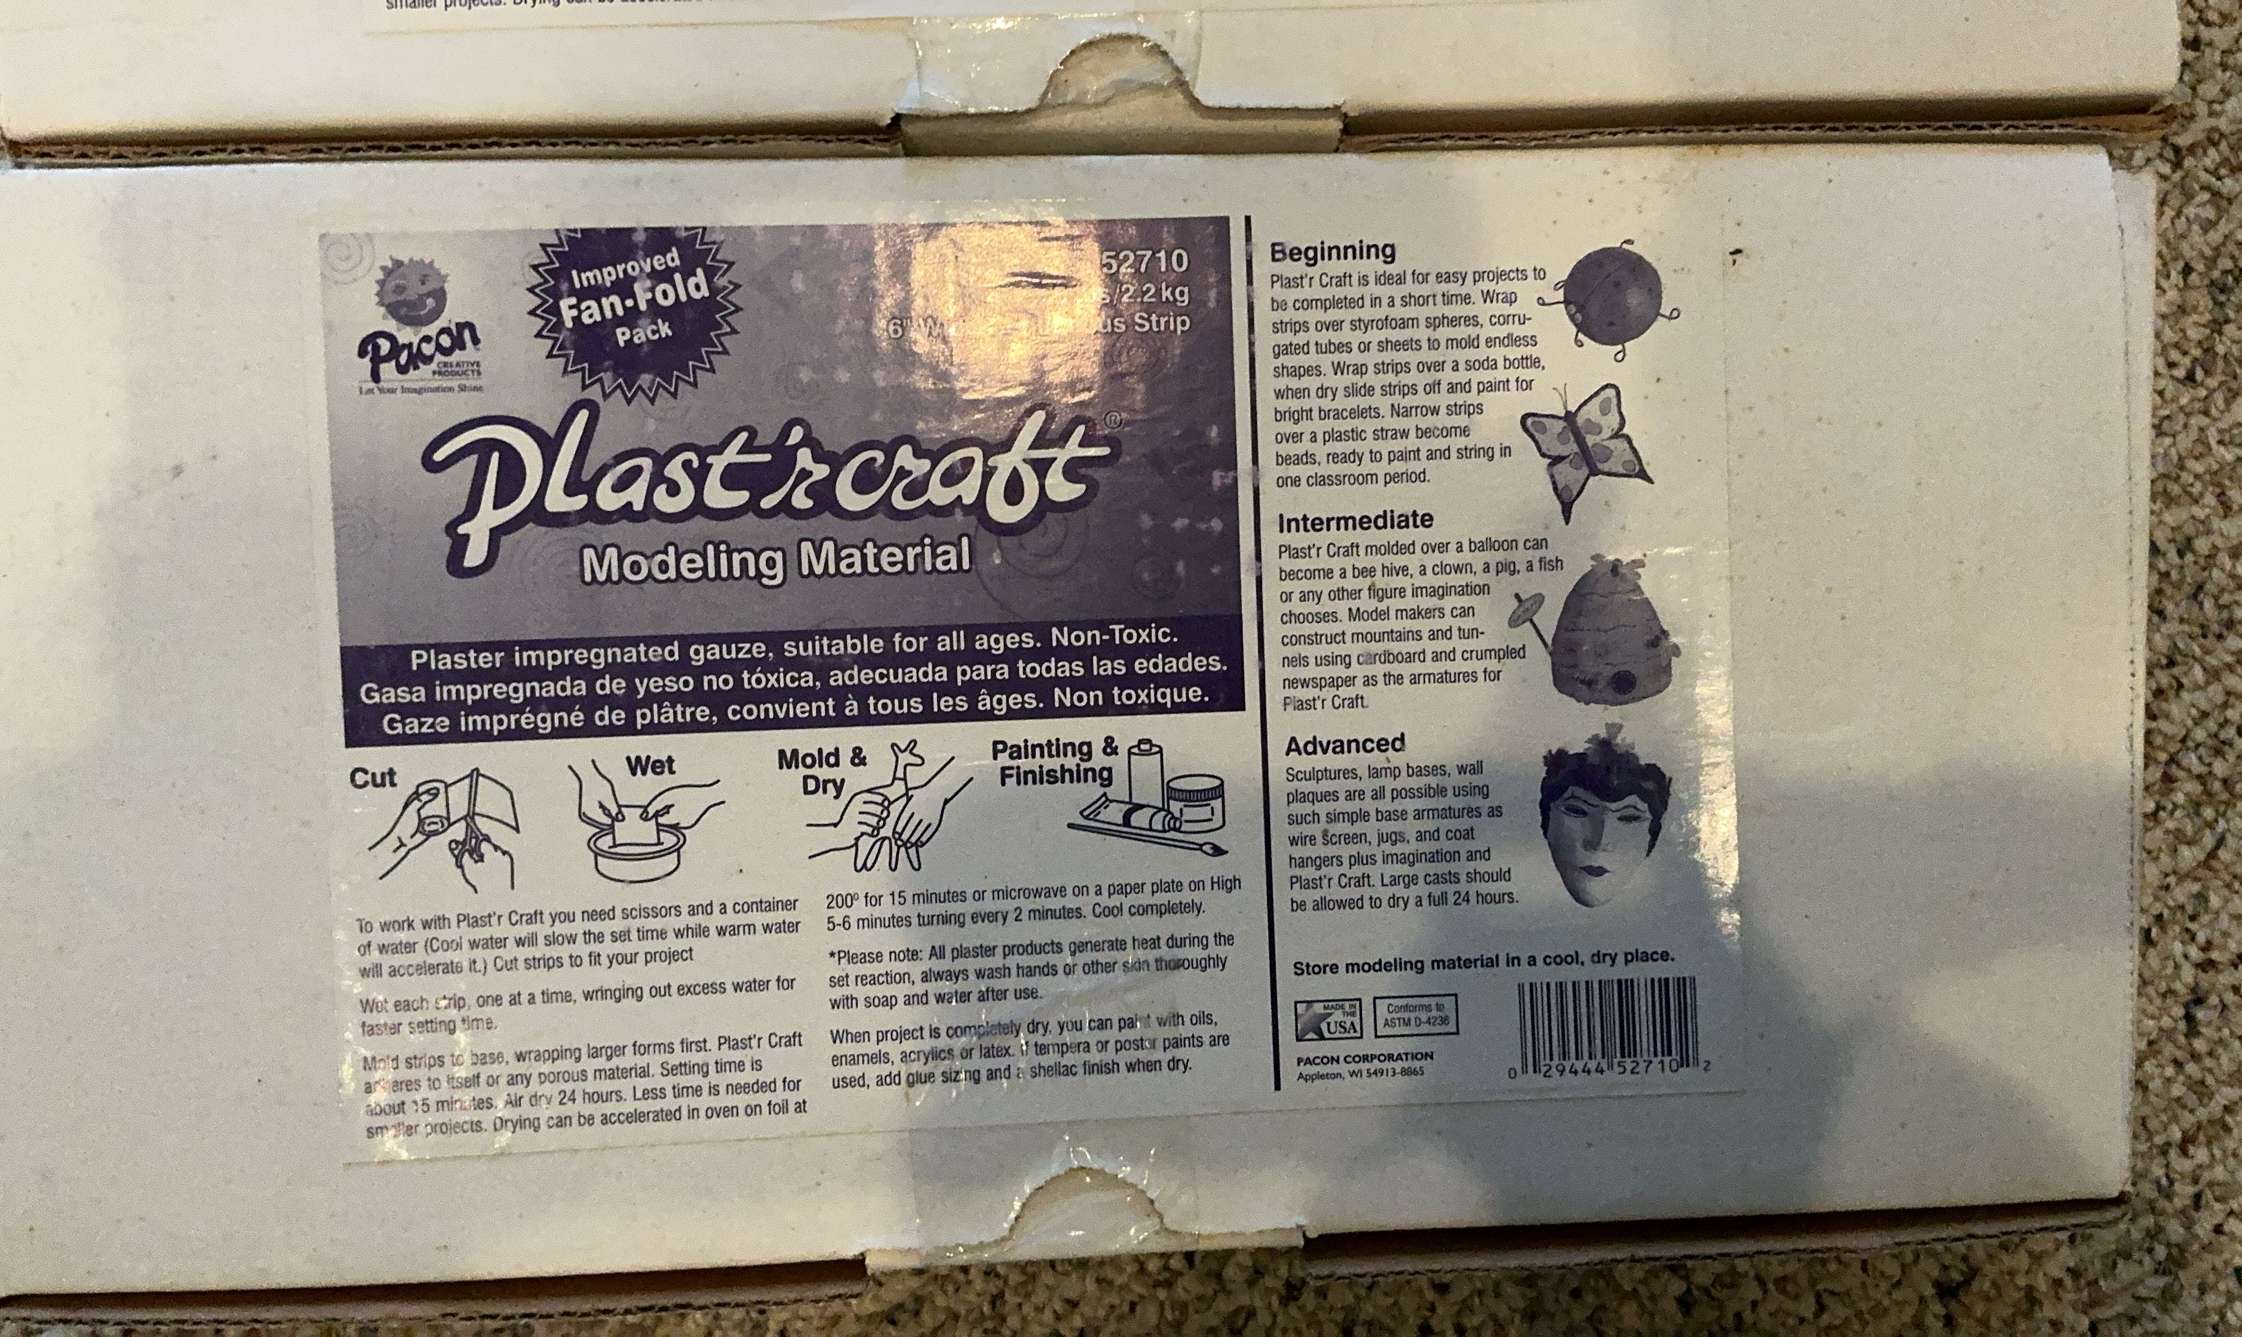 smaller projects. Drying can be
Pacon
CREATIVE
PRODUCTS
Let Your Imagination Shine
Improved
Fan-Fold
Pack
52710
/2.2 kg
6"
Strip
Plast'rcraft®
Modeling Material
Plaster impregnated gauze, suitable for all ages. Non-Toxic.
Gasa impregnada de yeso no tóxica, adecuada para todas las edades.
Gaze imprégné de plâtre, convient à tous les âges. Non toxique.
Cut
Wet
Mold &
Dry
Painting &
Finishing
To work with Plast'r Craft you need scissors and a container
of water (Cool water will slow the set time while warm water
will accelerate it.) Cut strips to fit your project
Wet each strip, one at a time, wringing out excess water for
faster setting time.
Mold strips to base, wrapping larger forms first. Plast'r Craft
adheres to itself or any porous material. Setting time is
about 15 minutes. Air dry 24 hours. Less time is needed for
smaller projects. Drying can be accelerated in oven on foil at
200º for 15 minutes or microwave on a paper plate on High
5-6 minutes turning every 2 minutes. Cool completely.
*Please note: All plaster products generate heat during the
set reaction, always wash hands or other skin thoroughly
with soap and water after use.
When project is completely dry, you can paint with oils,
enamels, acrylics or latex. If tempera or poster paints are
used, add glue sizing and a shellac finish when dry.
Beginning
Plast'r Craft is ideal for easy projects to
be completed in a short time. Wrap
strips over styrofoam spheres, corru-
gated tubes or sheets to mold endless
shapes. Wrap strips over a soda bottle,
when dry slide strips off and paint for
bright bracelets. Narrow strips
over a plastic straw become
beads, ready to paint and string in
one classroom period.
Intermediate
Plast'r Craft molded over a balloon can
become a bee hive, a clown, a pig, a fish
or any other figure imagination
chooses. Model makers can
construct mountains and tun-
nels using cardboard and crumpled
newspaper as the armatures for
Plast'r Craft.
Advanced
Sculptures, lamp bases, wall
plaques are all possible using
such simple base armatures as
wire screen, jugs, and coat
hangers plus imagination and
Plast'r Craft. Large casts should
be allowed to dry a full 24 hours.
Store modeling material in a cool, dry place.
MADE IN
THE
USA
Conforms to
ASTM D-4236
PACON CORPORATION
Appleton, WI 54913-8865
0 29444 52710 2